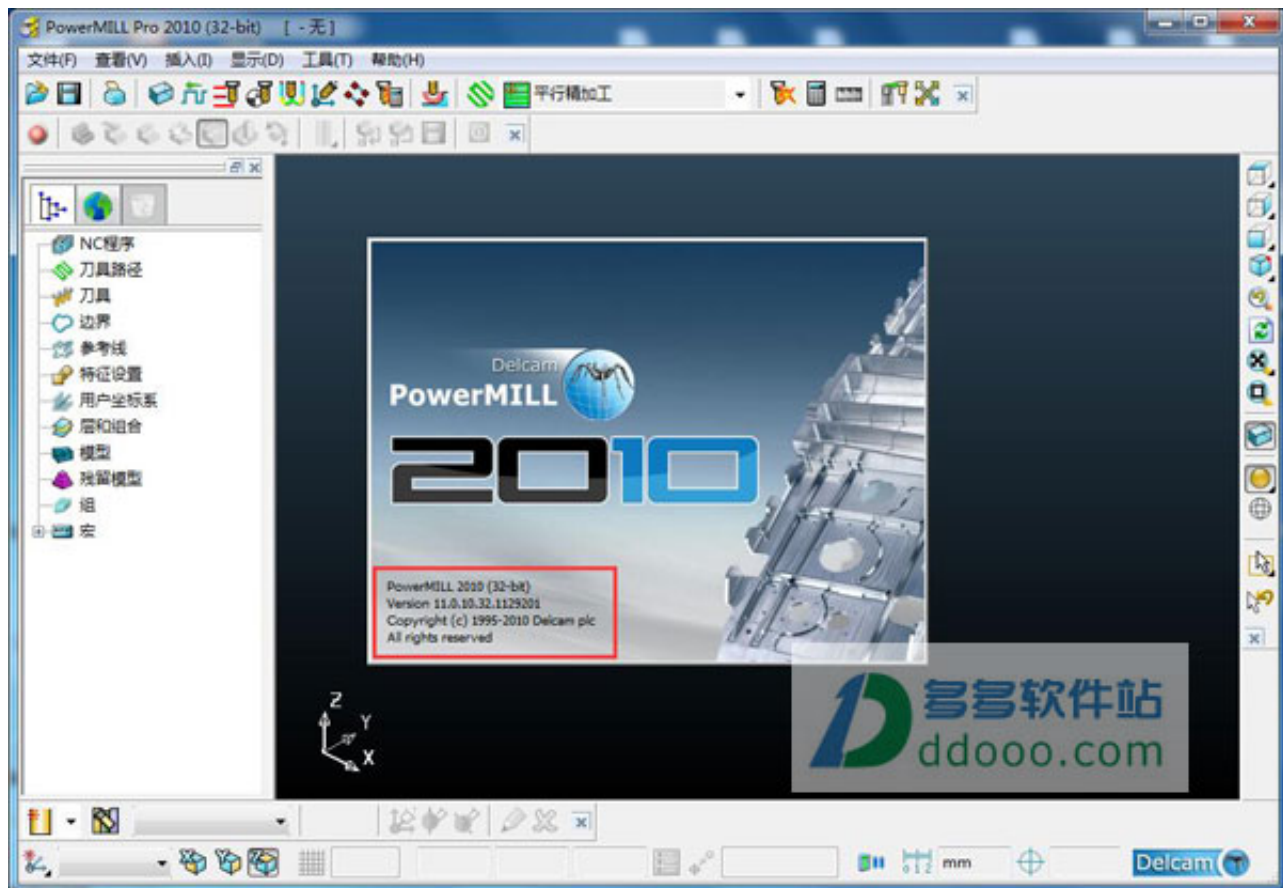 PowerMILL Pro 2010 (32-bit) [ - 无 ]
文件(F) 查看(V) 插入(I) 显示(D) 工具(T) 帮助(H)
平行精加工
NC程序
刀具路径
刀具
边界
参考线
特征设置
用户坐标系
层和组合
模型
残留模型
组
宏
Delcam
PowerMILL
2010
PowerMILL 2010 (32-bit)
Version 11.0.10.32.1129201
Copyright (c) 1995-2010 Delcam plc
All rights reserved
Z
Y
X
多多软件站
ddooo.com
mm
Delcam